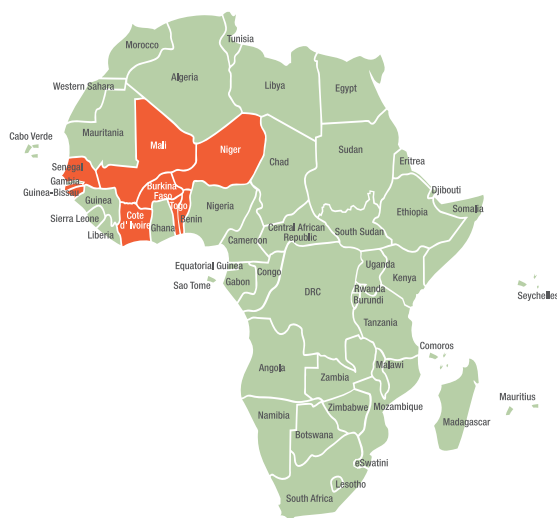 Tunisia
Morocco
Algeria
Libya
Egypt
Western Sahara
Cabo Verde
Mauritania
Mali
Niger
Chad
Sudan
Eritrea
Senegal
Gambia
Guinea-Bissau
Guinea
Burkina
Faso
Djibouti
Somalia
Sierra Leone
Liberia
Cote
d' Ivoire
Ghana
Togo
Benin
Nigeria
Ethiopia
Central African
Republic
South Sudan
Cameroon
Equatorial Guinea
Sao Tome
Gabon
Congo
DRC
Uganda
Kenya
Rwanda
Burundi
Seychelles
Tanzania
Comoros
Angola
Zambia
Malawi
Mozambique
Mauritius
Madagascar
Namibia
Zimbabwe
Botswana
eSwatini
Lesotho
South Africa